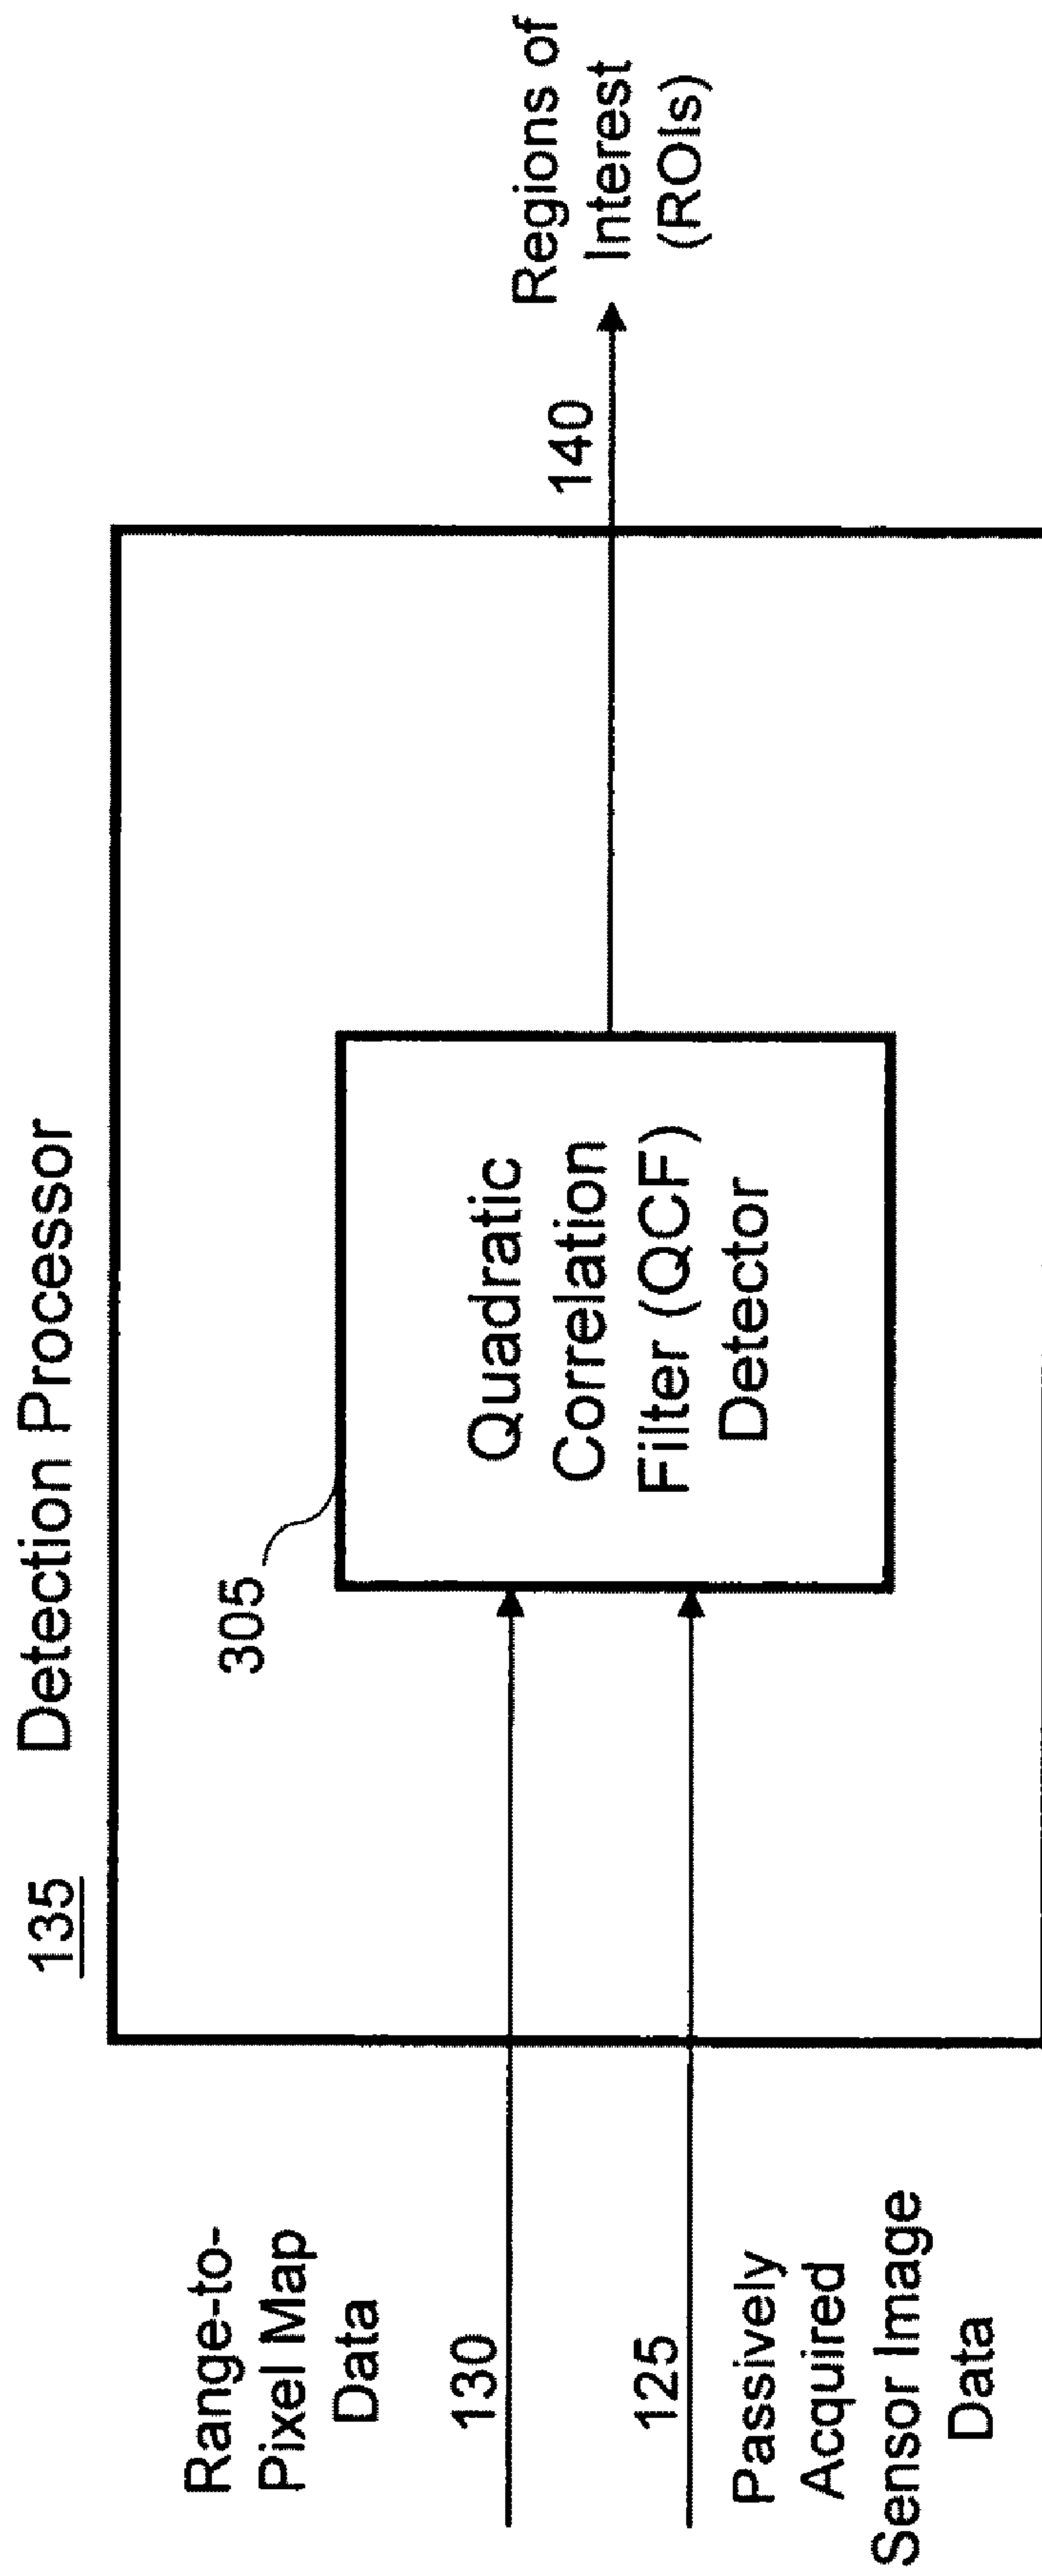 135 Detection Processor
Range-to-
Pixel Map
Data
130
125
Passively
Acquired
Sensor Image
Data
305
Quadratic
Correlation
Filter (QCF)
Detector
140
Regions of
Interest
(ROIs)